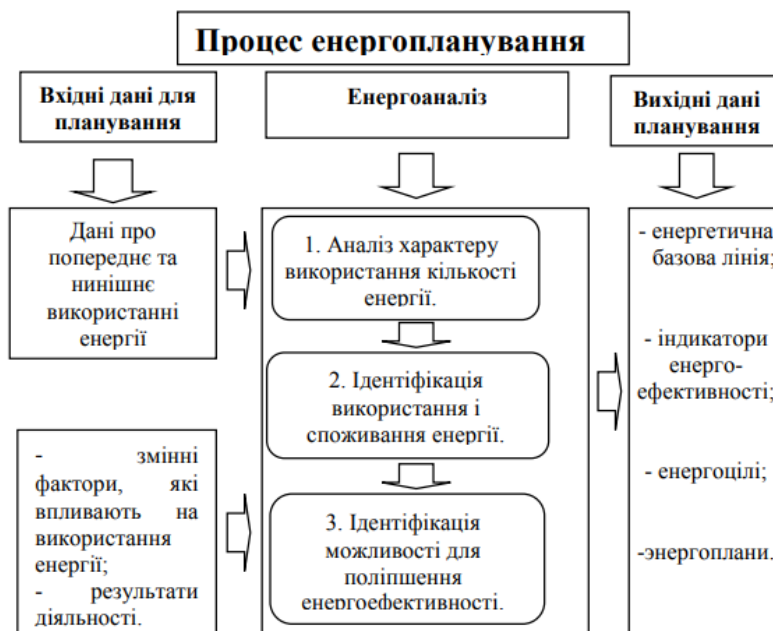 Процес енергопланування
Вхідні дані для
планування
Енергоаналіз
Вихідні дані
планування
Дані про
попереднє та
нинішнє
використанні
енергії
- змінні
фактори, які
впливають на
використання
енергії;
- результати
діяльності.
1. Аналіз характеру
використання кількості
енергії.
2. Ідентифікація
використання і
споживання енергії.
3. Ідентифікація
можливості для
поліпшення
енергоефективності.
- енергетична
базова лінія;
- індикатори
енерго-
ефективності;
- енергоцілі;
-энергоплани.